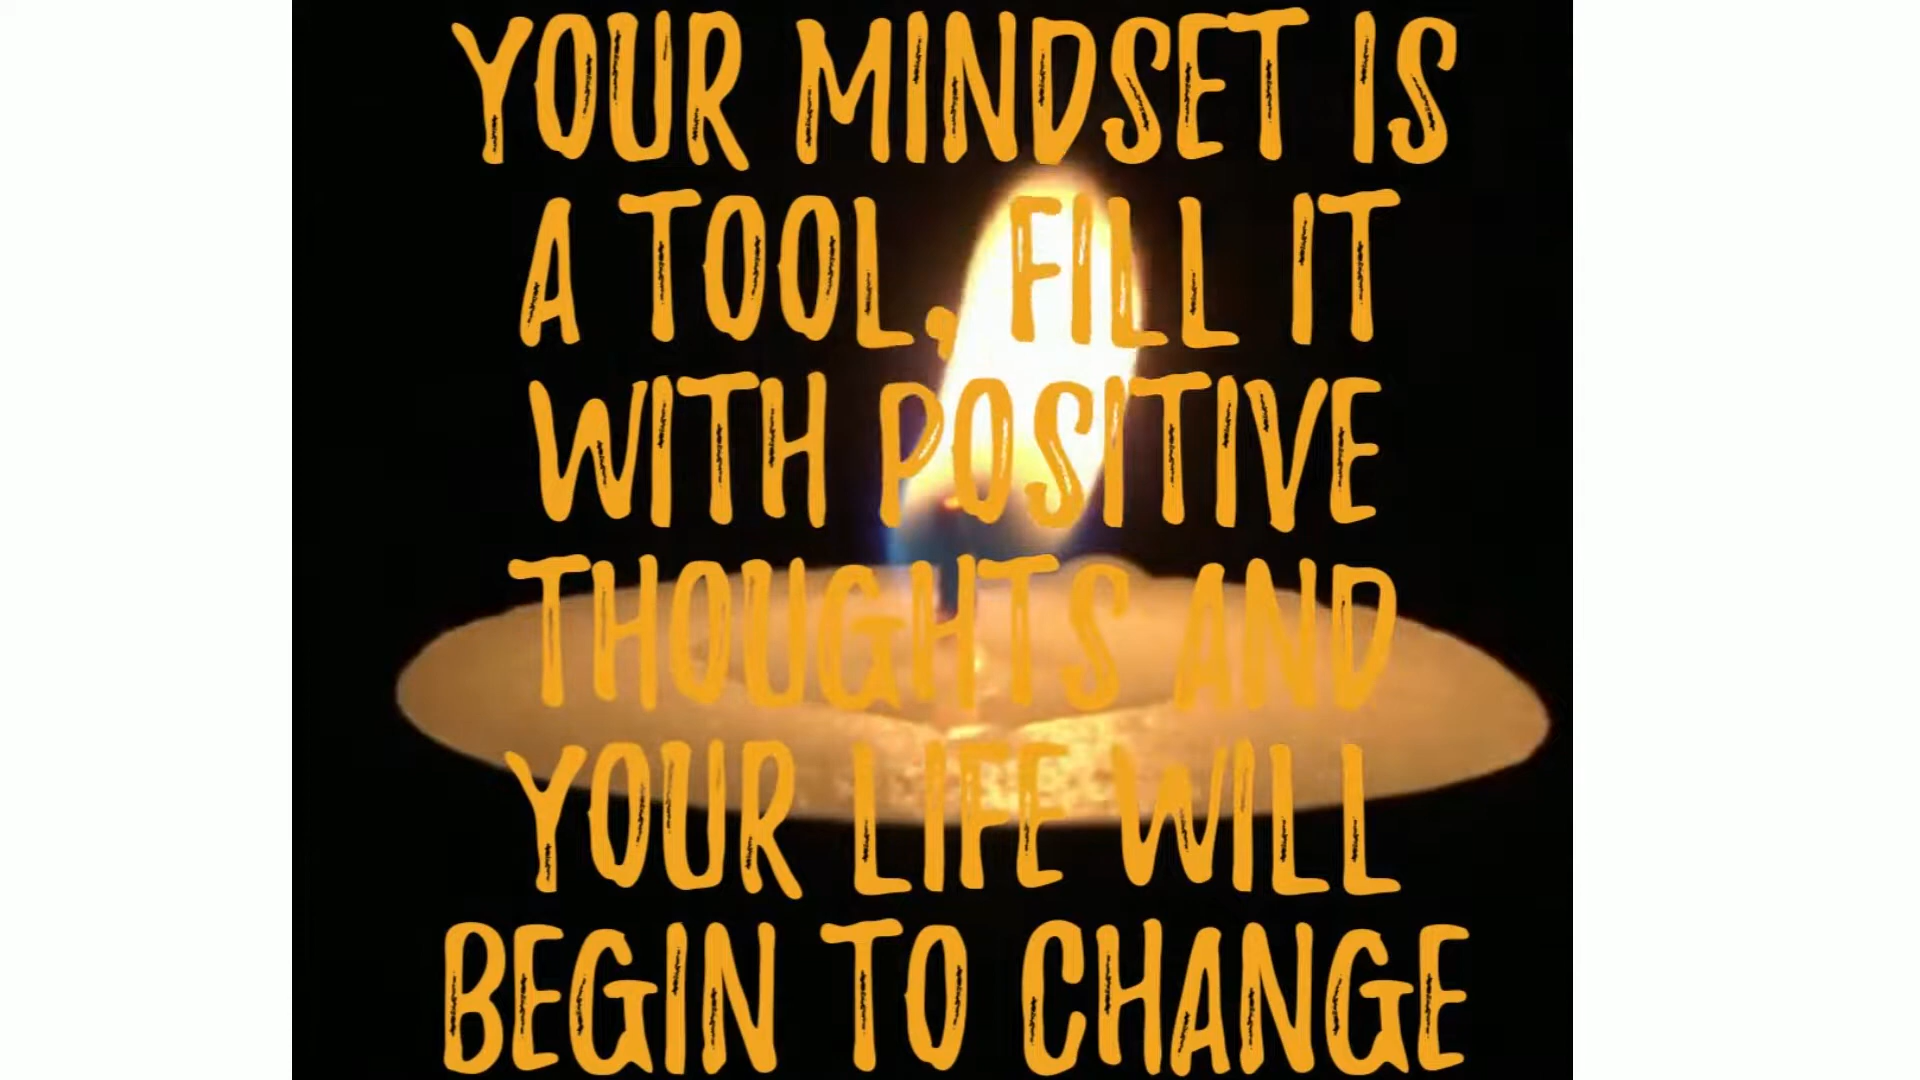 YOUR MINDSET IS
A TOOL, FILL IT
WITH POSITIVE
THOUGHTS AND
YOUR LIFE WILL
BEGIN TO CHANGE